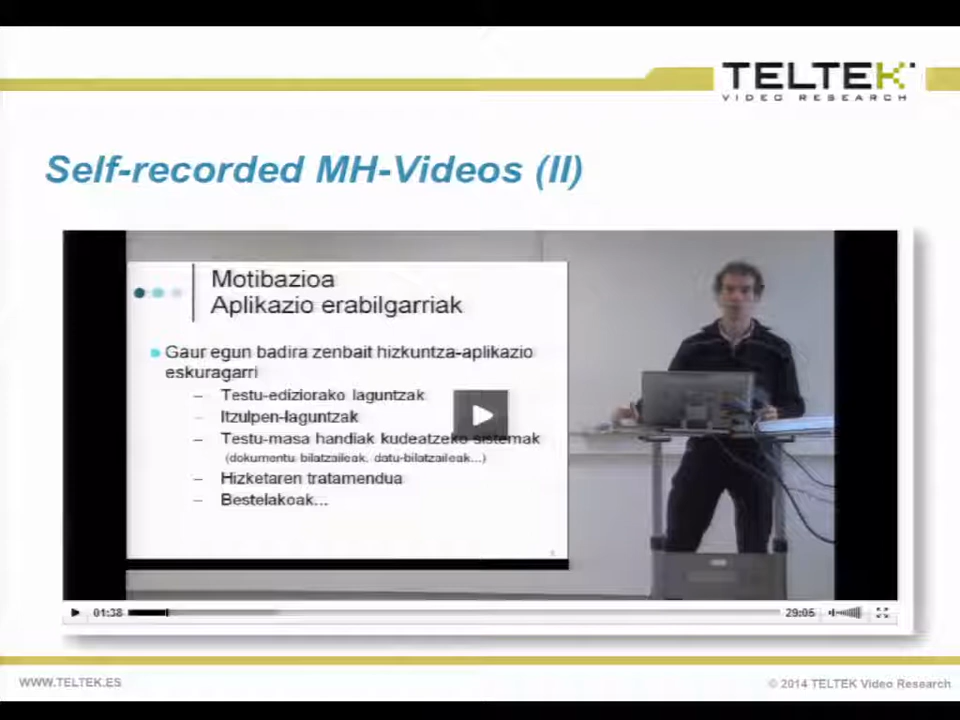 TELTEK
VIDEO RESEARCH
Self-recorded MH-Videos (II)
Motibazioa
Aplikazio erabilgarriak
Gaur egun badira zenbait hizkuntza-aplikazio
eskuragarri
– Testu-ediziorako laguntzak
– Itzulpen-laguntzak
– Testu-masa handiak kudeatzeko sistemak
(dokumentu bilatzaileak, datu-bilatzaileak...)
– Hizketaren tratamendua
– Bestelakoak...
01:38
29:05
WWW.TELTEK.ES
© 2014 TELTEK Video Research